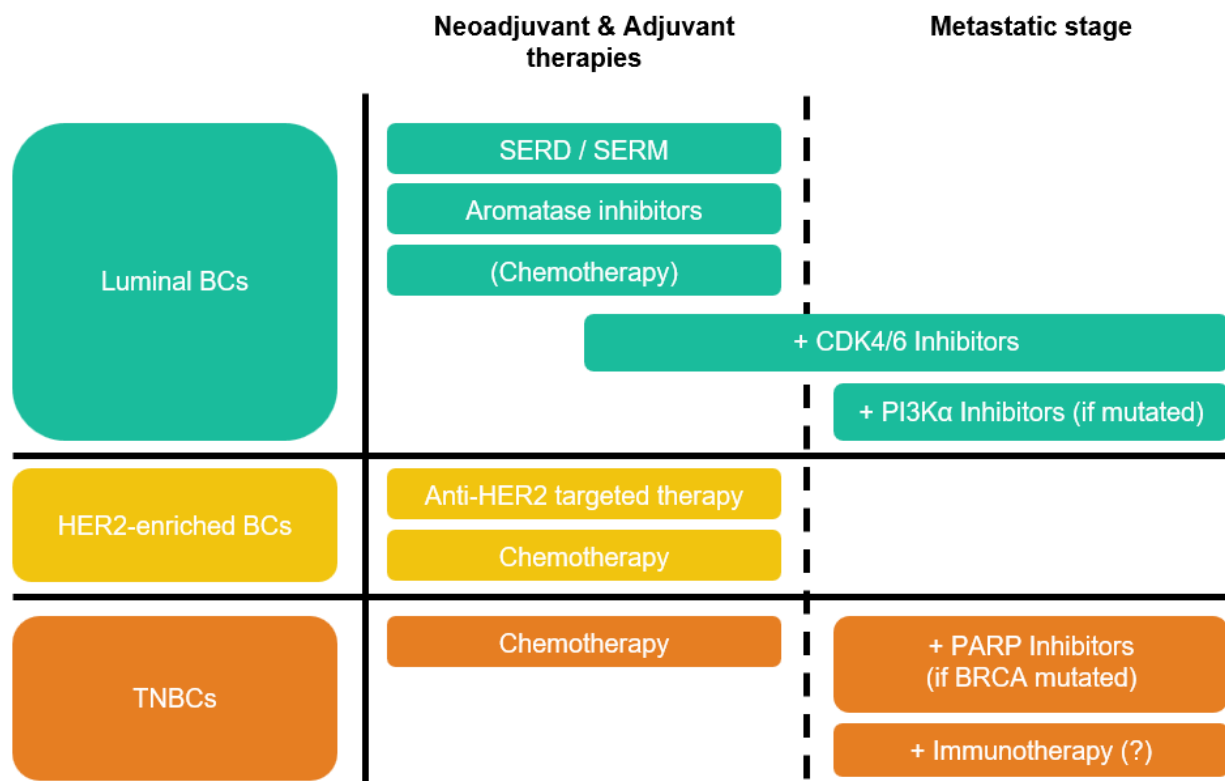 Neoadjuvant & Adjuvant
therapies
Metastatic stage
Luminal BCs
SERD / SERM
Aromatase inhibitors
(Chemotherapy)
+ CDK4/6 Inhibitors
+ PI3Kα Inhibitors (if mutated)
HER2-enriched BCs
Anti-HER2 targeted therapy
Chemotherapy
TNBCs
Chemotherapy
+ PARP Inhibitors
(if BRCA mutated)
+ Immunotherapy (?)